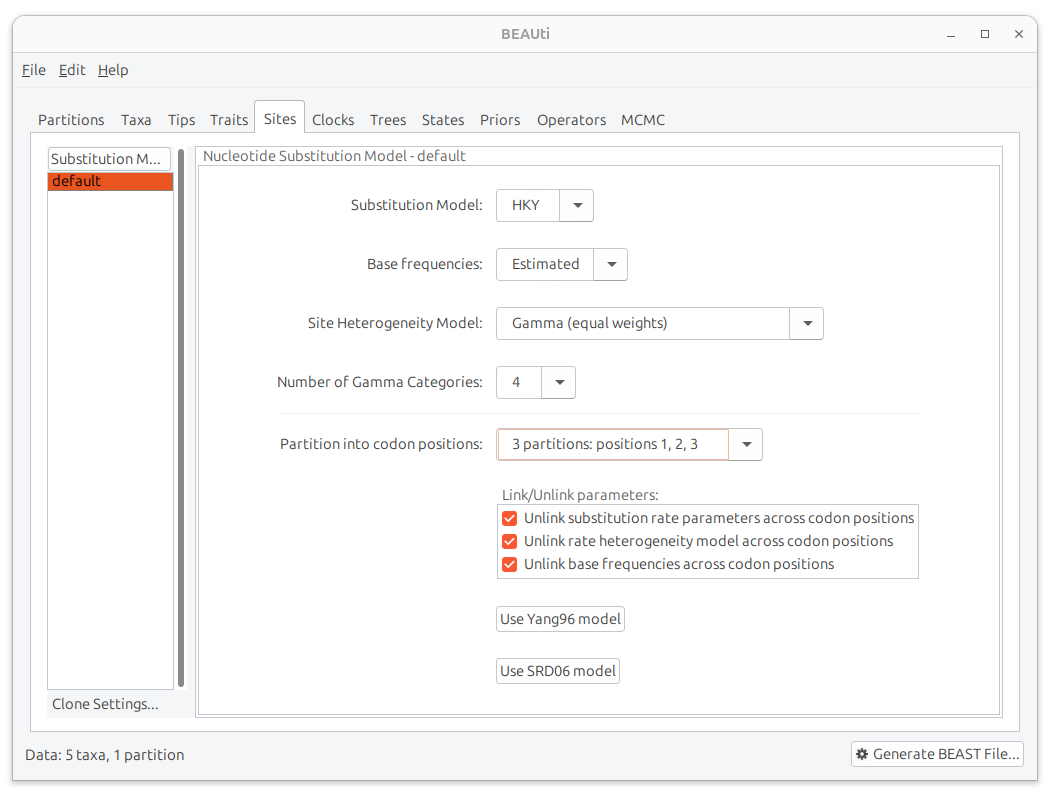 BEAUti
File Edit Help
Partitions Taxa Tips Traits Sites Clocks Trees States Priors Operators MCMC
Substitution M...
default
Clone Settings...
Nucleotide Substitution Model - default
Substitution Model: HKY
Base frequencies: Estimated
Site Heterogeneity Model: Gamma (equal weights)
Number of Gamma Categories: 4
Partition into codon positions: 3 partitions: positions 1, 2, 3
Link/Unlink parameters:
Unlink substitution rate parameters across codon positions
Unlink rate heterogeneity model across codon positions
Unlink base frequencies across codon positions
Use Yang96 model
Use SRD06 model
Data: 5 taxa, 1 partition
Generate BEAST File...